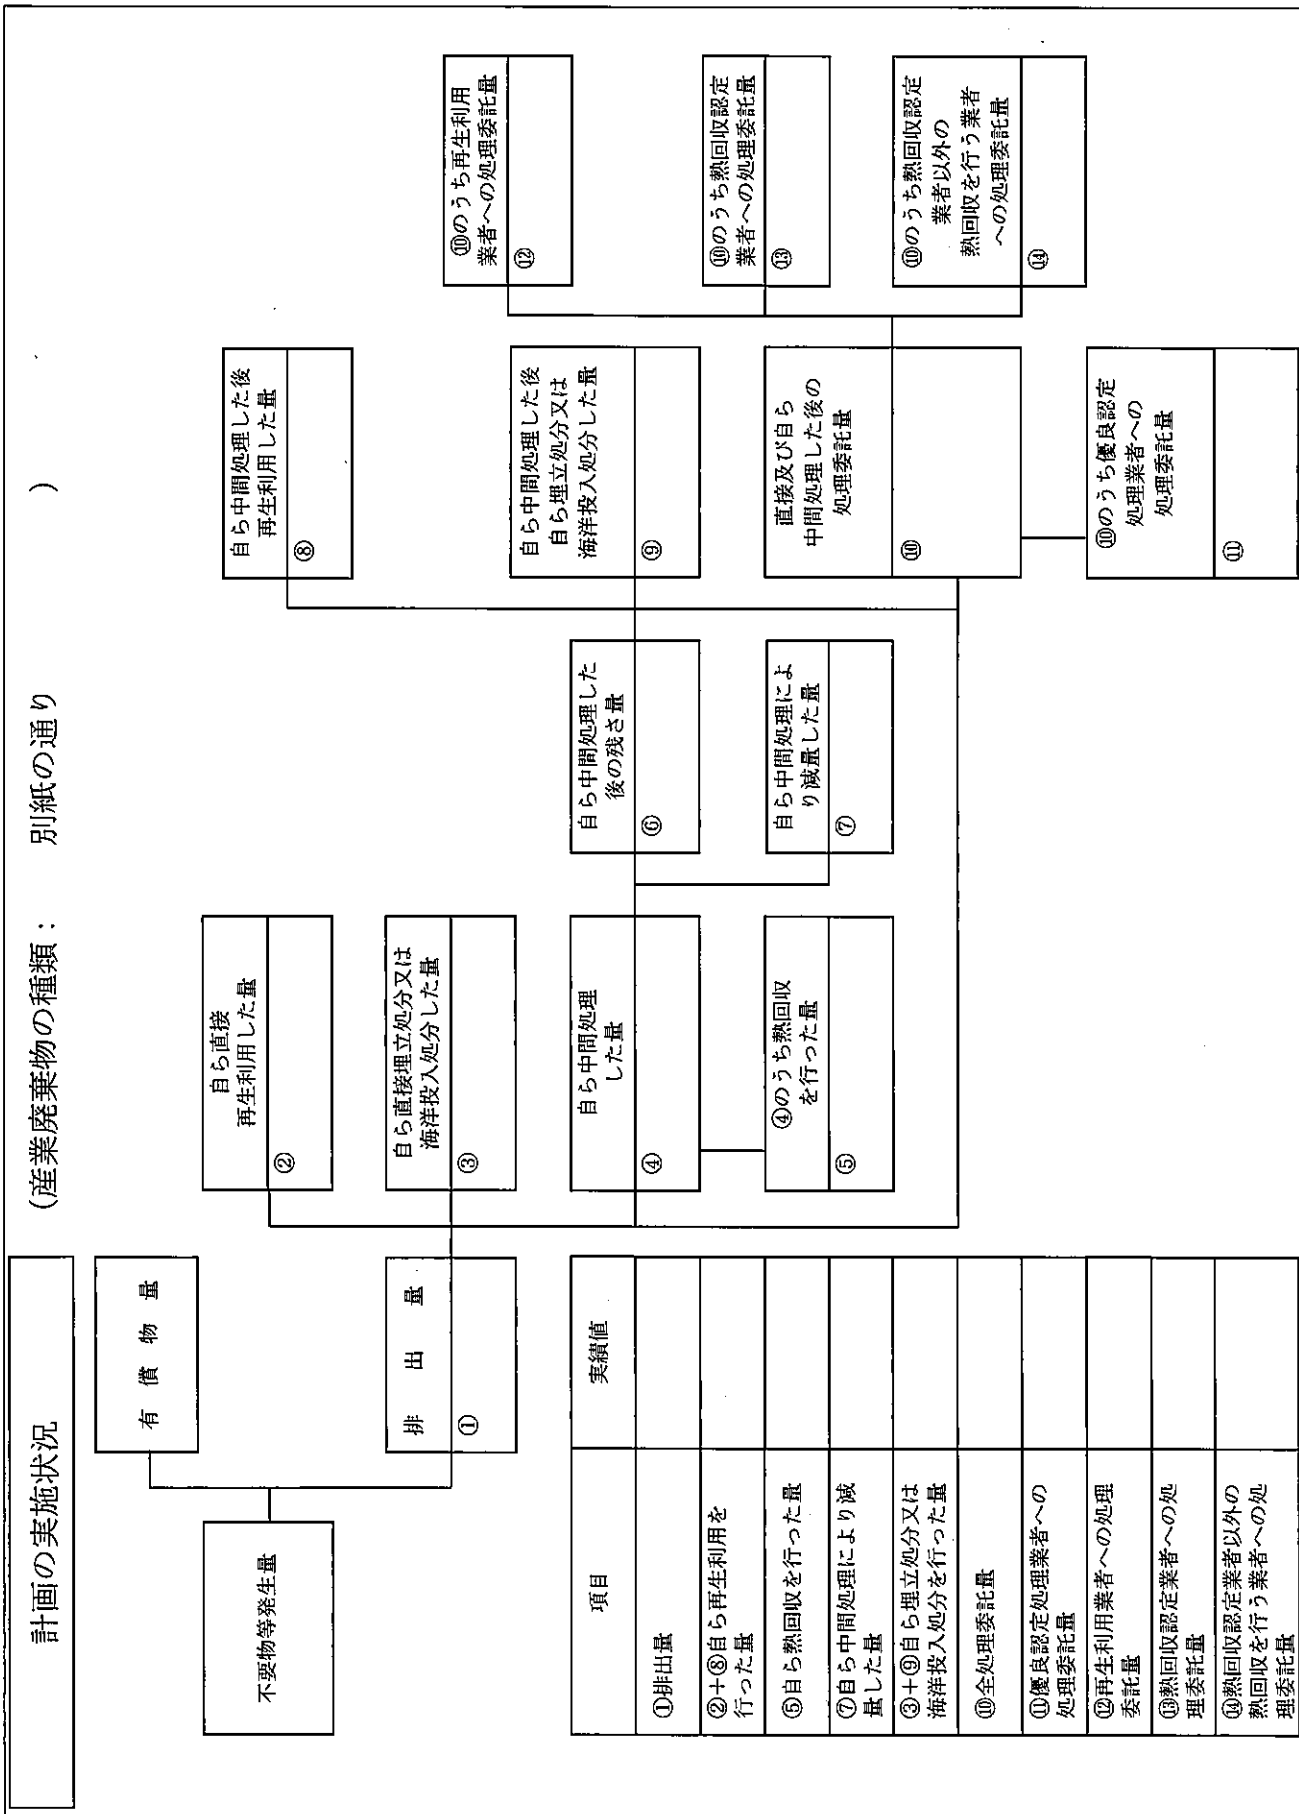 計画の実施状況
(産業廃棄物の種類： 別紙の通り )
不要物等発生量
有償物量
排出量
①
自ら直接
再生利用した量
②
自ら直接埋立処分又は
海洋投入処分した量
③
自ら中間処理
した量
④
④のうち熱回収
を行った量
⑤
自ら中間処理した
後の残さ量
⑥
自ら中間処理によ
り減量した量
⑦
自ら中間処理した後
再生利用した量
⑧
自ら中間処理した後
自ら埋立処分又は
海洋投入処分した量
⑨
直接及び自ら
中間処理した後の
処理委託量
⑩
⑩のうち優良認定
処理業者への
処理委託量
⑪
⑩のうち再生利用
業者への処理委託量
⑫
⑩のうち熱回収認定
業者への処理委託量
⑬
⑩のうち熱回収認定
業者以外の
熱回収を行う業者
への処理委託量
⑭
項目
実績値
①排出量
②＋⑧自ら再生利用を
行った量
⑤自ら熱回収を行った量
⑦自ら中間処理により減
量した量
③＋⑨自ら埋立処分又は
海洋投入処分を行った量
⑩全処理委託量
⑪優良認定処理業者への
処理委託量
⑫再生利用業者への処理
委託量
⑬熱回収認定業者への処
理委託量
⑭熱回収認定業者以外の
熱回収を行う業者への処
理委託量